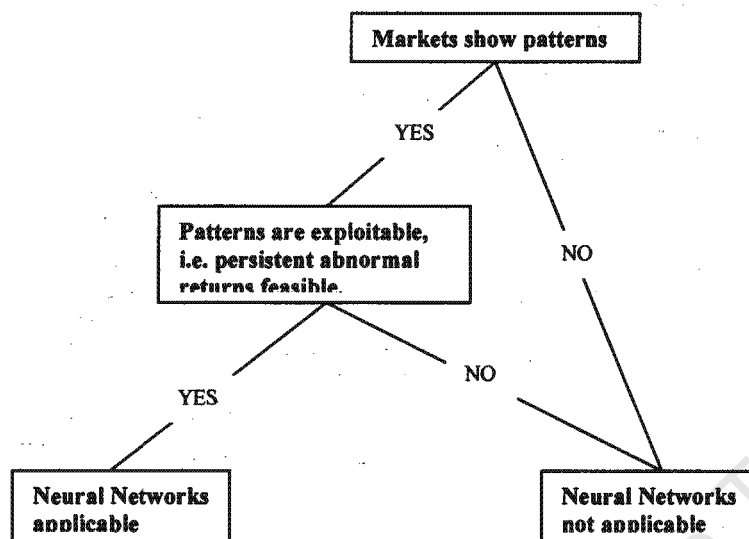 Markets show patterns
YES
Patterns are exploitable,
i.e. persistent abnormal
returns feasible.
NO
YES
NO
Neural Networks
applicable
Neural Networks
not applicable